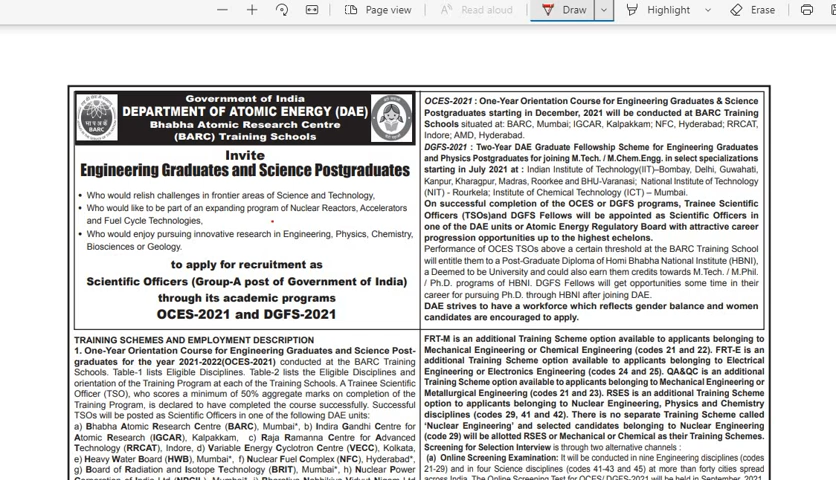 Page view
Read aloud
Draw
Highlight
Erase
BARC
Government of India
DEPARTMENT OF ATOMIC ENERGY (DAE)
Bhabha Atomic Research Centre
(BARC) Training Schools
Invite
Engineering Graduates and Science Postgraduates
• Who would relish challenges in frontier areas of Science and Technology,
• Who would like to be part of an expanding program of Nuclear Reactors, Accelerators
and Fuel Cycle Technologies,
• Who would enjoy pursuing innovative research in Engineering, Physics, Chemistry,
Biosciences or Geology.
to apply for recruitment as
Scientific Officers (Group-A post of Government of India)
through its academic programs
OCES-2021 and DGFS-2021
OCES-2021 : One-Year Orientation Course for Engineering Graduates & Science
Postgraduates starting in December, 2021 will be conducted at BARC Training
Schools situated at: BARC, Mumbai; IGCAR, Kalpakkam; NFC, Hyderabad; RRCAT,
Indore; AMD, Hyderabad.
DGFS-2021 : Two-Year DAE Graduate Fellowship Scheme for Engineering Graduates
and Physics Postgraduates for joining M.Tech. / M.Chem.Engg. in select specializations
starting in July 2021 at : Indian Institute of Technology(IIT)–Bombay, Delhi, Guwahati,
Kanpur, Kharagpur, Madras, Roorkee and BHU-Varanasi; National Institute of Technology
(NIT) - Rourkela; Institute of Chemical Technology (ICT) – Mumbai.
On successful completion of the OCES or DGFS programs, Trainee Scientific
Officers (TSOs)and DGFS Fellows will be appointed as Scientific Officers in
one of the DAE units or Atomic Energy Regulatory Board with attractive career
progression opportunities up to the highest echelons.
Performance of OCES TSOs above a certain threshold at the BARC Training School
will entitle them to a Post-Graduate Diploma of Homi Bhabha National Institute (HBNI),
a Deemed to be University and could also earn them credits towards M.Tech. / M.Phil.
/ Ph.D. programs of HBNI. DGFS Fellows will get opportunities some time in their
career for pursuing Ph.D. through HBNI after joining DAE.
DAE strives to have a workforce which reflects gender balance and women
candidates are encouraged to apply.
TRAINING SCHEMES AND EMPLOYMENT DESCRIPTION
1. One-Year Orientation Course for Engineering Graduates and Science Post-
graduates for the year 2021-2022(OCES-2021) conducted at the BARC Training
Schools. Table-1 lists Eligible Disciplines. Table-2 lists the Eligible Disciplines and
orientation of the Training Program at each of the Training Schools. A Trainee Scientific
Officer (TSO), who scores a minimum of 50% aggregate marks on completion of the
Training Program, is declared to have completed the course successfully. Successful
TSOs will be posted as Scientific Officers in one of the following DAE units:
a) Bhabha Atomic Research Centre (BARC), Mumbai*, b) Indira Gandhi Centre for
Atomic Research (IGCAR), Kalpakkam, c) Raja Ramanna Centre for Advanced
Technology (RRCAT), Indore, d) Variable Energy Cyclotron Centre (VECC), Kolkata,
e) Heavy Water Board (HWB), Mumbai*, f) Nuclear Fuel Complex (NFC), Hyderabad*,
g) Board of Radiation and Isotope Technology (BRIT), Mumbai*, h) Nuclear Power
FRT-M is an additional Training Scheme option available to applicants belonging to
Mechanical Engineering or Chemical Engineering (codes 21 and 22). FRT-E is an
additional Training Scheme option available to applicants belonging to Electrical
Engineering or Electronics Engineering (codes 24 and 25). QA&QC is an additional
Training Scheme option available to applicants belonging to Mechanical Engineering or
Metallurgical Engineering (codes 21 and 23). RSES is an additional Training Scheme
option to applicants belonging to Nuclear Engineering, Physics and Chemistry
disciplines (codes 29, 41 and 42). There is no separate Training Scheme called
'Nuclear Engineering' and selected candidates belonging to Nuclear Engineering
(code 29) will be allotted RSES or Mechanical or Chemical as their Training Schemes.
Screening for Selection Interview is through two alternative channels :
(a) Online Screening Examination: It will be conducted in nine Engineering disciplines (codes
21-29) and in four Science disciplines (codes 41-43 and 45) at more than forty cities spread